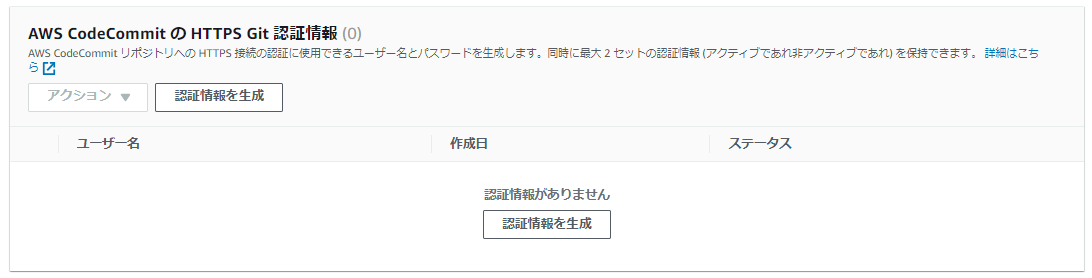 AWS CodeCommit の HTTPS Git 認証情報 (0)
AWS CodeCommit リポジトリへの HTTPS 接続の認証に使用できるユーザー名とパスワードを生成します。同時に最大 2 セットの認証情報 (アクティブであれ非アクティブであれ) を保持できます。 詳細はこち
ら
アクション ▼ 認証情報を生成
ユーザー名 作成日 ステータス
認証情報がありません
認証情報を生成